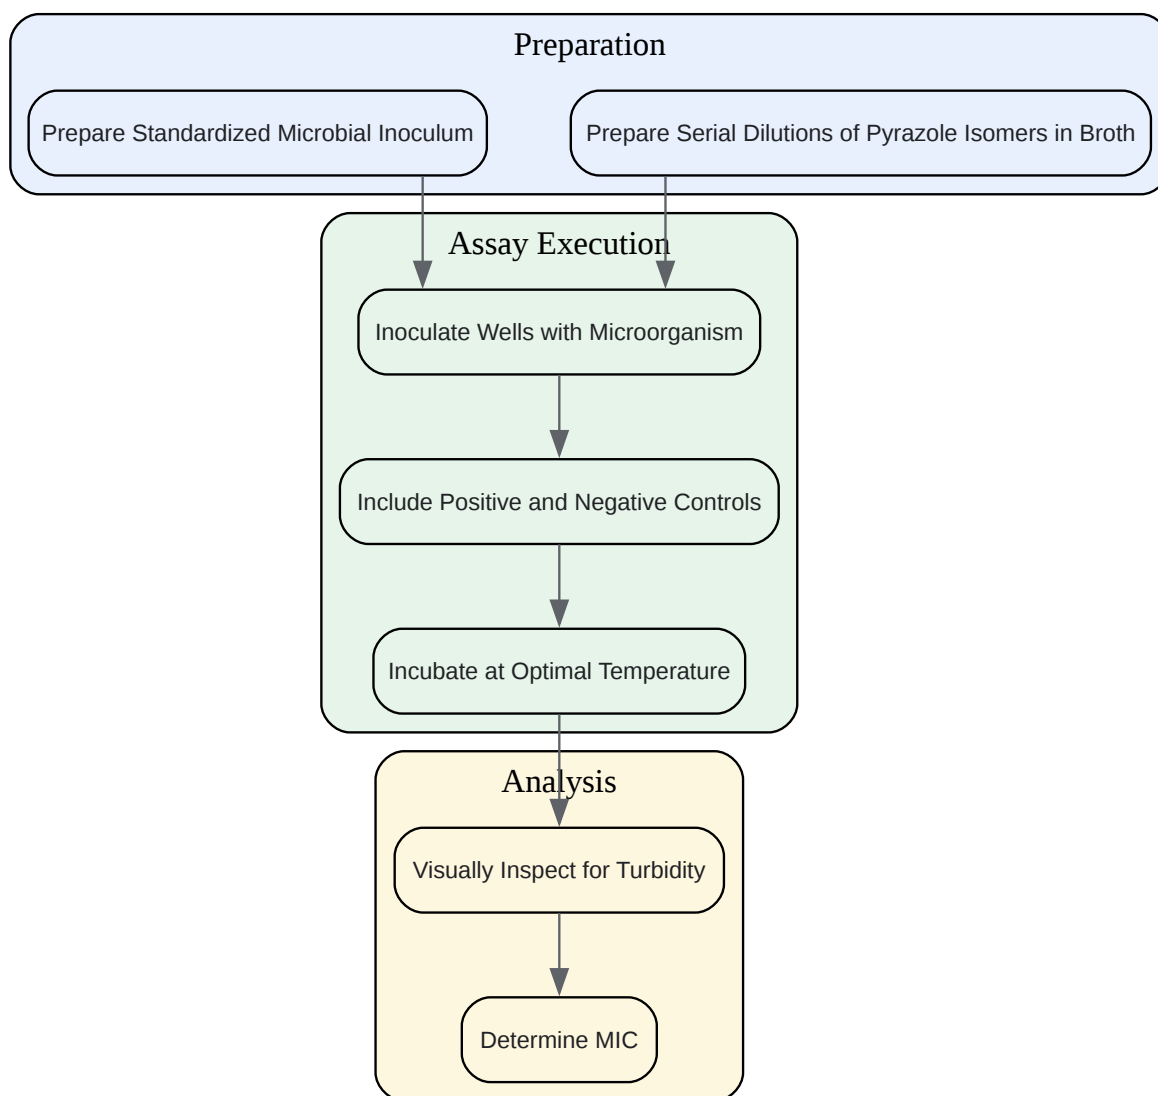 Preparation
Prepare Standardized Microbial Inoculum
Prepare Serial Dilutions of Pyrazole Isomers in Broth
Assay Execution
Inoculate Wells with Microorganism
Include Positive and Negative Controls
Incubate at Optimal Temperature
Analysis
Visually Inspect for Turbidity
Determine MIC